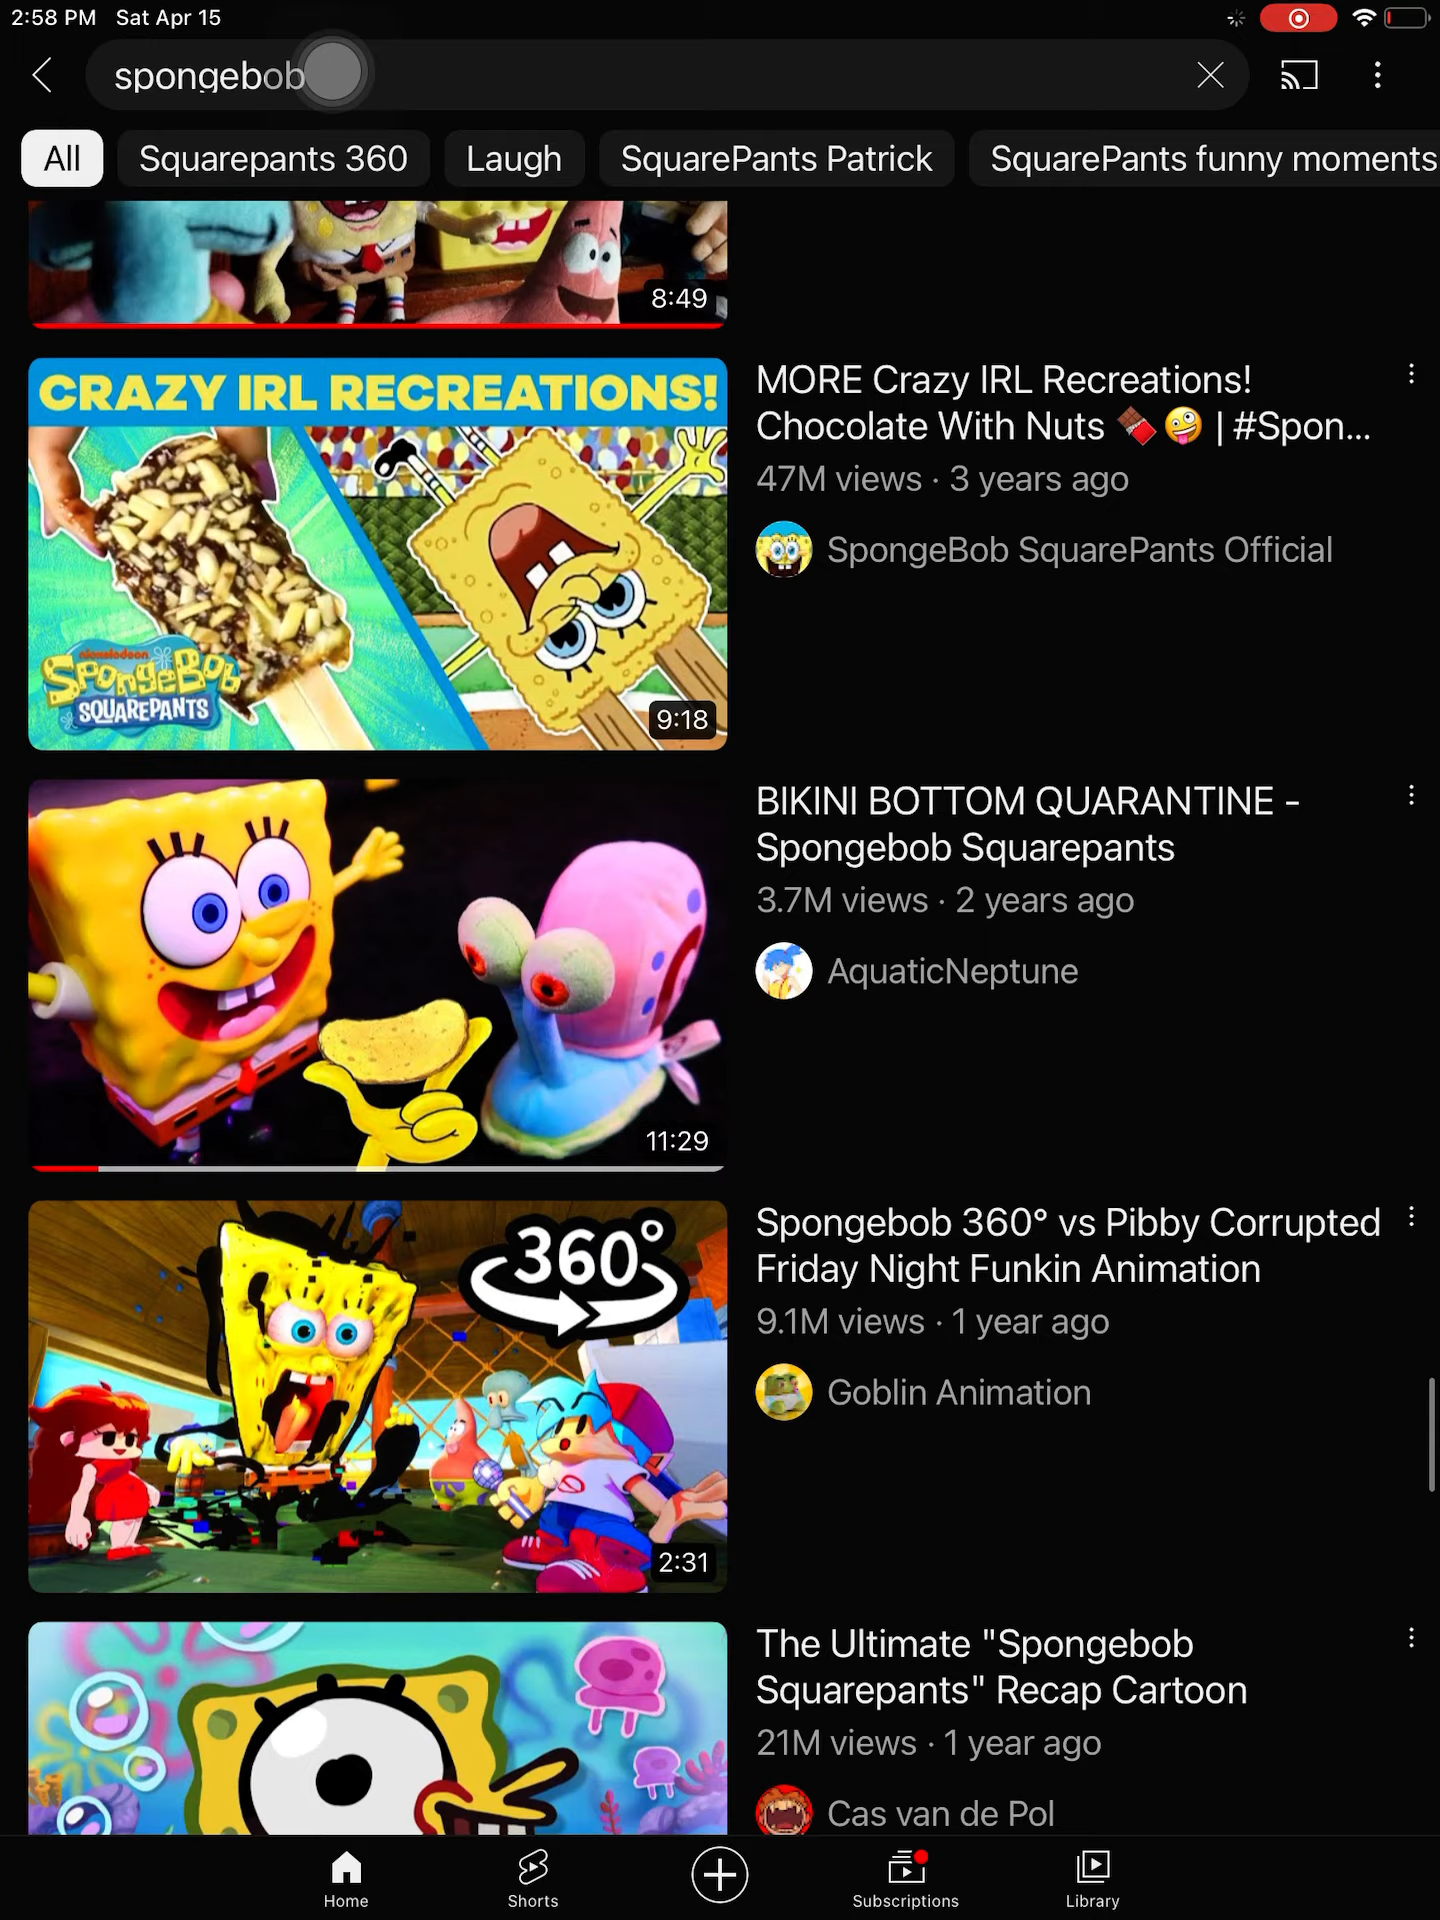 2:58 PM Sat Apr 15
spongebob
All
Squarepants 360
Laugh
SquarePants Patrick
SquarePants funny moments
8:49
CRAZY IRL RECREATIONS!
nickelodeon
SPONGEBOB
SQUAREPANTS
9:18
MORE Crazy IRL Recreations!
Chocolate With Nuts 🍫🤪 | #Spon...
47M views · 3 years ago
SpongeBob SquarePants Official
11:29
BIKINI BOTTOM QUARANTINE -
Spongebob Squarepants
3.7M views · 2 years ago
AquaticNeptune
360°
2:31
Spongebob 360° vs Pibby Corrupted
Friday Night Funkin Animation
9.1M views · 1 year ago
Goblin Animation
The Ultimate "Spongebob
Squarepants" Recap Cartoon
21M views · 1 year ago
Cas van de Pol
Home
Shorts
Subscriptions
Library